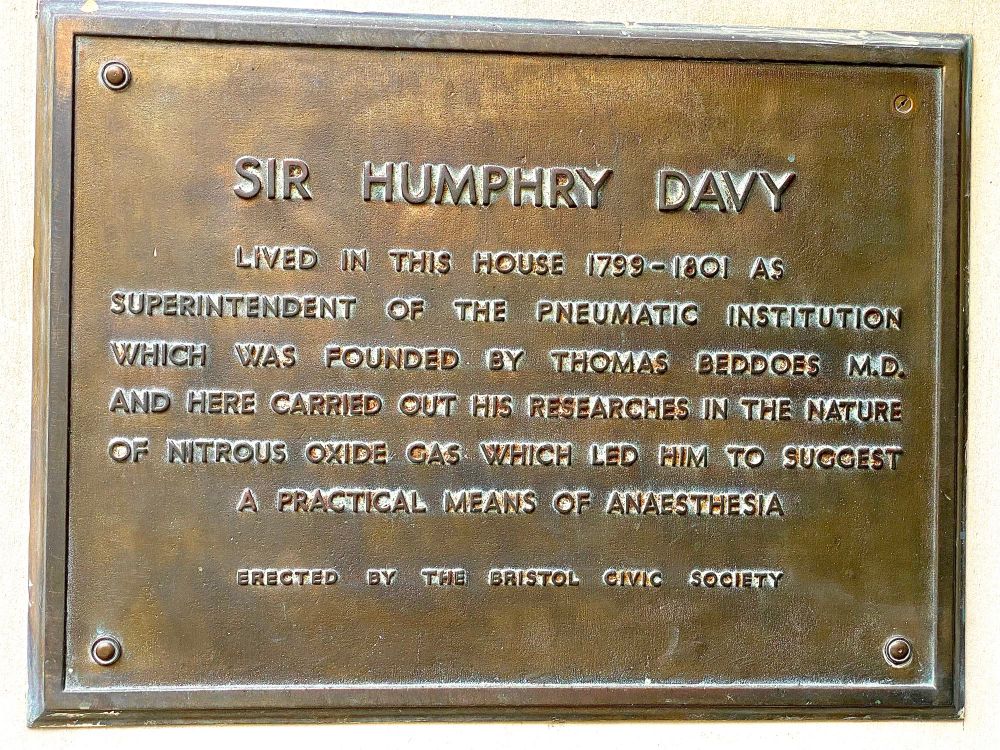 SIR HUMPHRY DAVY
LIVED IN THIS HOUSE 1799-1801 AS
SUPERINTENDENT OF THE PNEUMATIC INSTITUTION
WHICH WAS FOUNDED BY THOMAS BEDDOES M.D.
AND HERE CARRIED OUT HIS RESEARCHES IN THE NATURE
OF NITROUS OXIDE GAS WHICH LED HIM TO SUGGEST
A PRACTICAL MEANS OF ANAESTHESIA
ERECTED BY THE BRISTOL CIVIC SOCIETY